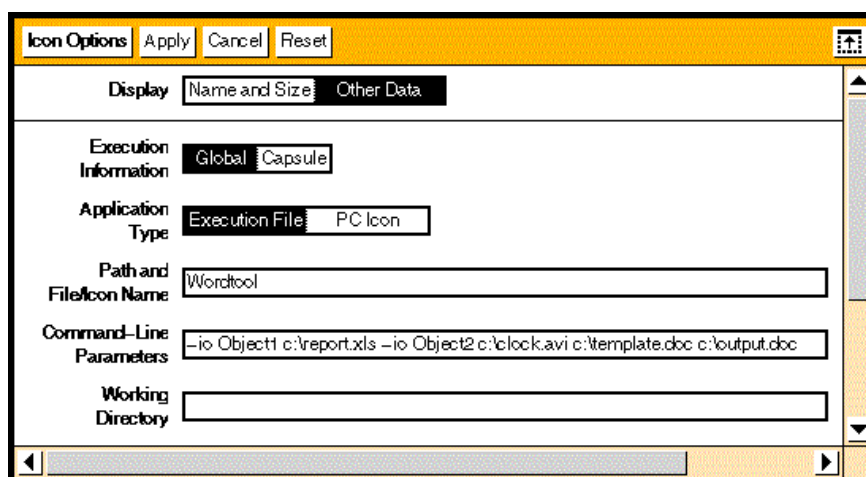 Icon Options Apply Cancel Reset
Display Name and Size Other Data
Execution
Information
Global Capsule
Application
Type
Execution File PC Icon
Path and
File/Icon Name
Wordtool
Command-Line
Parameters
-io Object1 c:\report.xls -io Object2 c:\clock.avi c:\template.doc c:\output.doc
Working
Directory